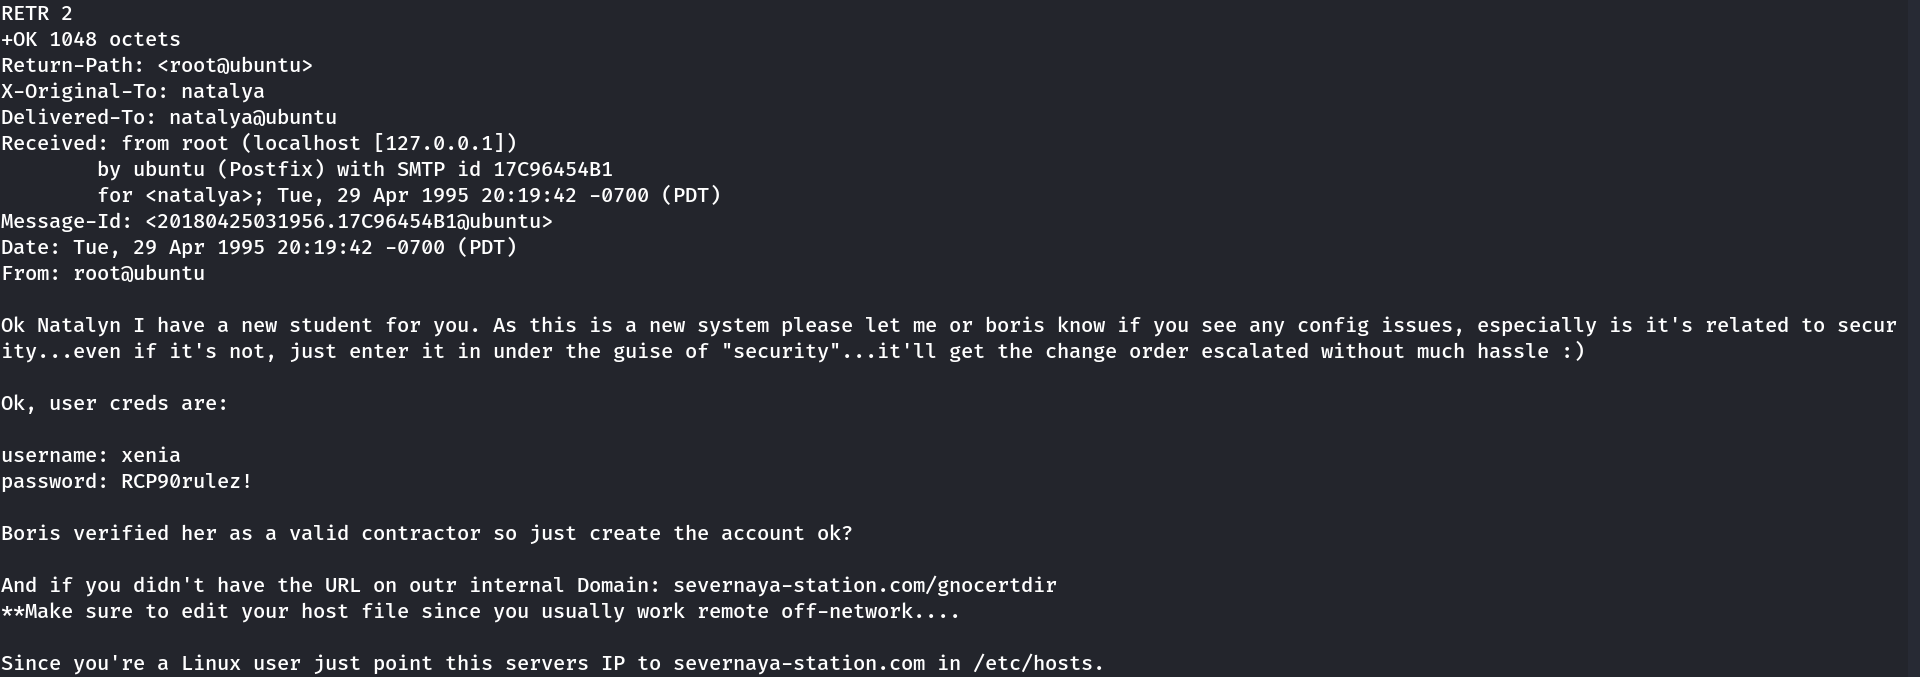 RETR 2
+OK 1048 octets
Return-Path: <root@ubuntu>
X-Original-To: natalya
Delivered-To: natalya@ubuntu
Received: from root (localhost [127.0.0.1])
        by ubuntu (Postfix) with SMTP id 17C96454B1
        for <natalya>; Tue, 29 Apr 1995 20:19:42 -0700 (PDT)
Message-Id: <20180425031956.17C96454B1@ubuntu>
Date: Tue, 29 Apr 1995 20:19:42 -0700 (PDT)
From: root@ubuntu

Ok Natalyn I have a new student for you. As this is a new system please let me or boris know if you see any config issues, especially is it's related to secur
ity...even if it's not, just enter it in under the guise of "security"...it'll get the change order escalated without much hassle :)

Ok, user creds are:

username: xenia
password: RCP90rulez!

Boris verified her as a valid contractor so just create the account ok?

And if you didn't have the URL on outr internal Domain: severnaya-station.com/gnocertdir
**Make sure to edit your host file since you usually work remote off-network....

Since you're a Linux user just point this servers IP to severnaya-station.com in /etc/hosts.